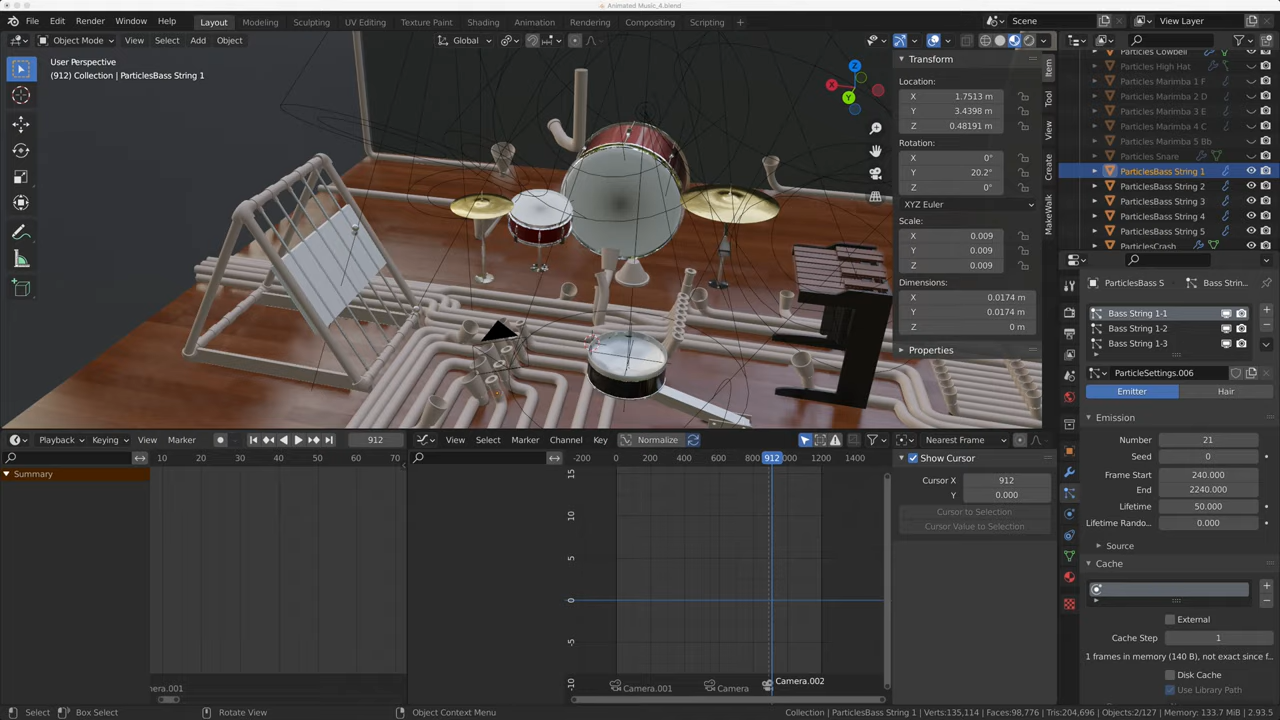 Animated Music_4.blend
File Edit Render Window Help Layout Modeling Sculpting UV Editing Texture Paint Shading Animation Rendering Compositing Scripting + Scene View Layer
Object Mode View Select Add Object Global
User Perspective
(912) Collection | ParticlesBass String 1
X
Y
Z
Transform
Location:
X 1.7513 m
Y 3.4398 m
Z 0.48191 m
Rotation:
X 0°
Y 20.2°
Z 0°
XYZ Euler
Scale:
X 0.009
Y 0.009
Z 0.009
Dimensions:
X 0.0174 m
Y 0.0174 m
Z 0 m
Properties
Item
Tool
View
Create
MakeWalk
Particles Cowbell
Particles High Hat
Particles Marimba 1 F
Particles Marimba 2 D
Particles Marimba 3 E
Particles Marimba 4 C
Particles Marimba 5 Bb
Particles Snare
ParticlesBass String 1
ParticlesBass String 2
ParticlesBass String 3
ParticlesBass String 4
ParticlesBass String 5
ParticlesCrash
ParticlesBass S Bass Strin...
Bass String 1-1
Bass String 1-2
Bass String 1-3
ParticleSettings.006
Emitter Hair
Emission
Number 21
Seed 0
Frame Start 240.000
End 2240.000
Lifetime 50.000
Lifetime Rando... 0.000
Source
Cache
External
Cache Step 1
1 frames in memory (140 B), not exact since f...
Disk Cache
Use Library Path
Playback Keying View Marker 912
10 20 30 40 50 60 70
Summary
era.001
View Select Marker Channel Key Normalize Nearest Frame
-200 0 200 400 600 800 912 000 1200 1400
15
10
5
0
-5
-10
Camera.001 Camera Camera.002
Show Cursor
Cursor X 912
Y 0.000
Cursor to Selection
Cursor Value to Selection
Select Box Select Rotate View Object Context Menu Collection | ParticlesBass String 1 | Verts:135,114 | Faces:98,776 | Tris:204,696 | Objects:2/127 | Mem: 133.7 MiB | 2.93.5